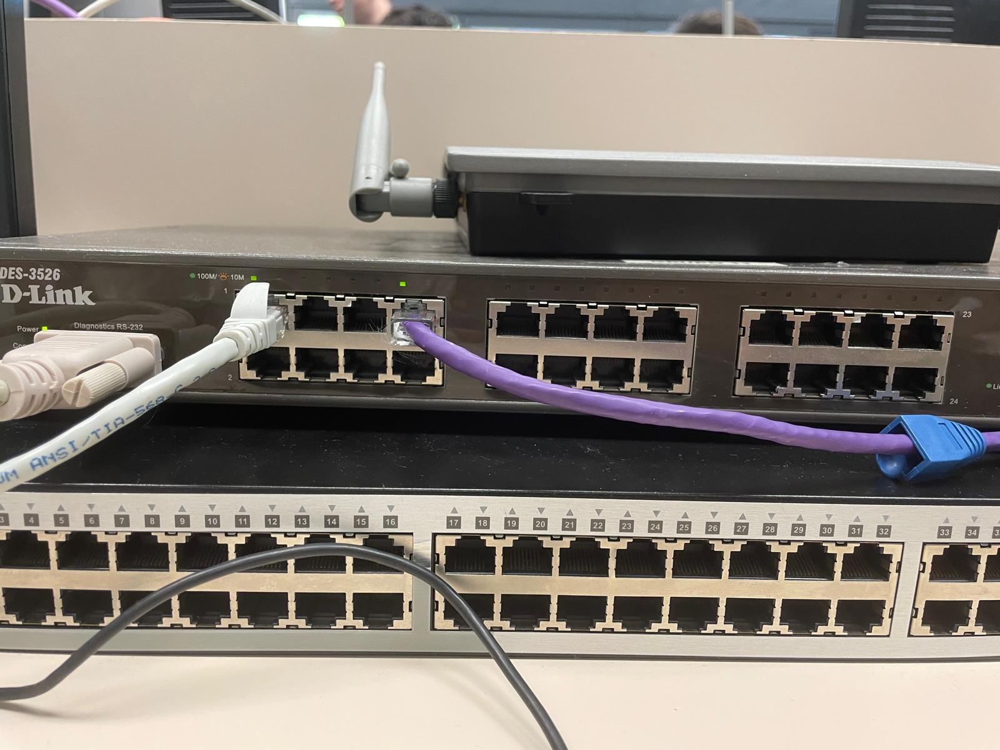 DES-3526
D-Link
100M/ 10M
1
Power
Diagnostics RS-232
2
23
24
ANSI/TIA-568-C.2
3 4 5 6 7 8 9 10 11 12 13 14 15 16 17 18 19 20 21 22 23 24 25 26 27 28 29 30 31 32 33 34